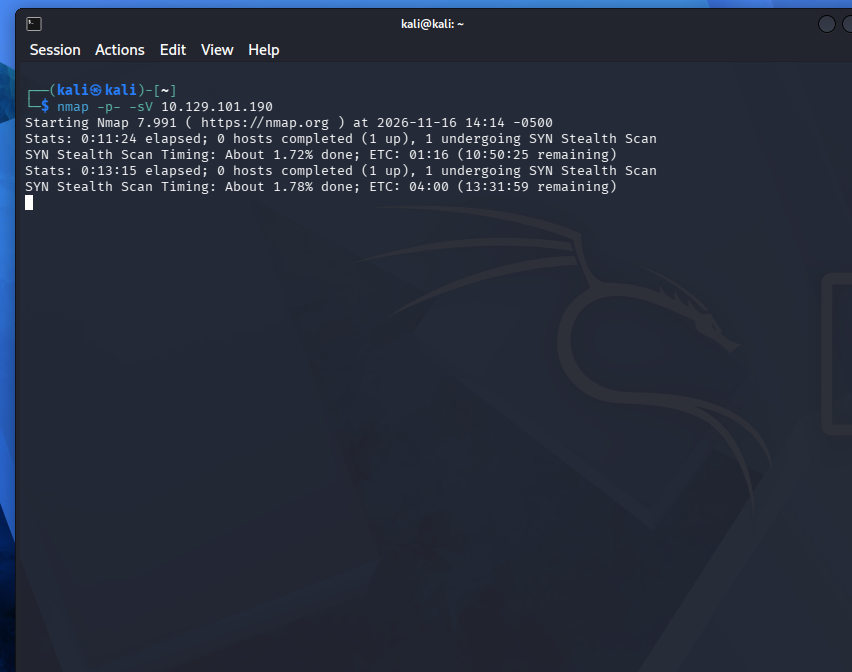 kali@kali: ~
Session Actions Edit View Help
┌──(kali㉿kali)-[~]
└─$ nmap -p- -sV 10.129.101.190
Starting Nmap 7.991 ( https://nmap.org ) at 2026-11-16 14:14 -0500
Stats: 0:11:24 elapsed; 0 hosts completed (1 up), 1 undergoing SYN Stealth Scan
SYN Stealth Scan Timing: About 1.72% done; ETC: 01:16 (10:50:25 remaining)
Stats: 0:13:15 elapsed; 0 hosts completed (1 up), 1 undergoing SYN Stealth Scan
SYN Stealth Scan Timing: About 1.78% done; ETC: 04:00 (13:31:59 remaining)